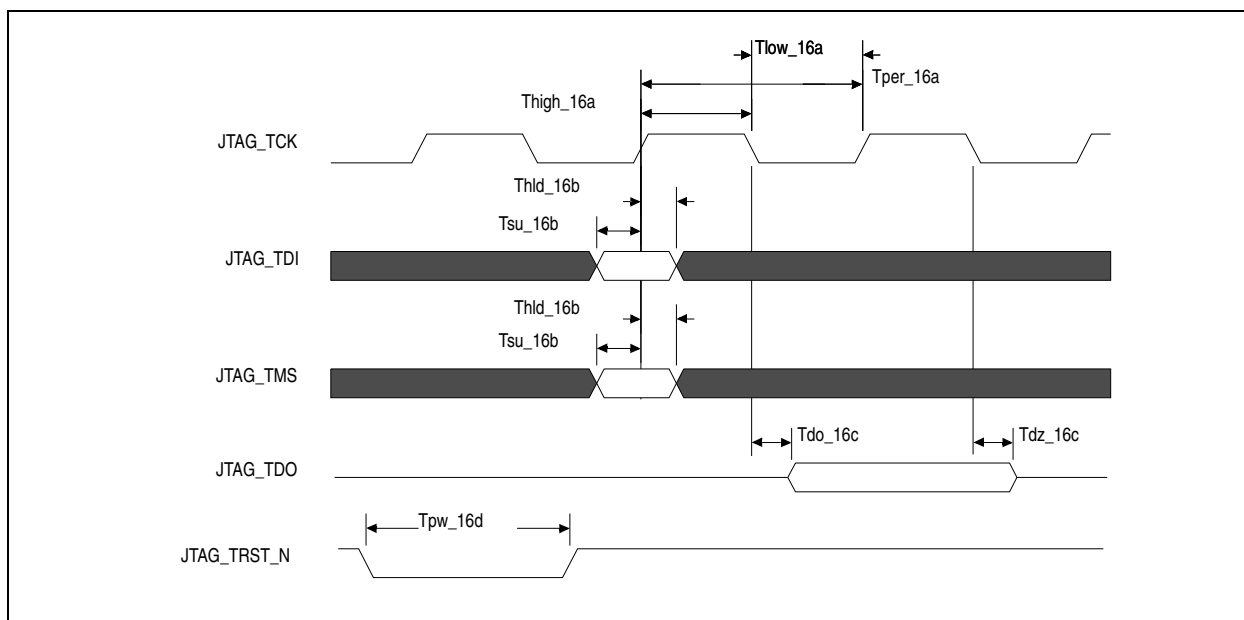 Tlow_16a
Tper_16a
Thigh_16a
JTAG_TCK
Thld_16b
Tsu_16b
JTAG_TDI
Thld_16b
Tsu_16b
JTAG_TMS
Tdo_16c
Tdz_16c
JTAG_TDO
Tpw_16d
JTAG_TRST_N